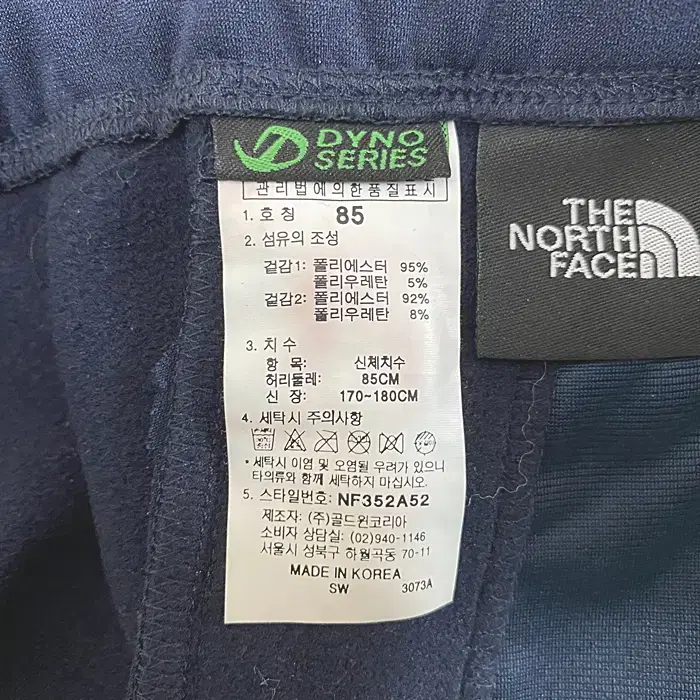 DYNO
SERIES
THE
NORTH
FACE
관리법에의한품질표시
1. 호 칭 85
2. 섬유의 조성
겉감1: 폴리에스터 95%
폴리우레탄 5%
겉감2: 폴리에스터 92%
폴리우레탄 8%
3. 치 수
항 목: 신체치수
허리둘레: 85CM
신 장: 170~180CM
4. 세탁시 주의사항
* 세탁시 이염 및 오염될 우려가 있으니
타의류와 함께 세탁하지 마십시오.
5. 스타일번호: NF352A52
제조자: (주)골드윈코리아
소비자 상담실: (02)940-1146
서울시 성북구 하월곡동 70-11
MADE IN KOREA
SW 3073A